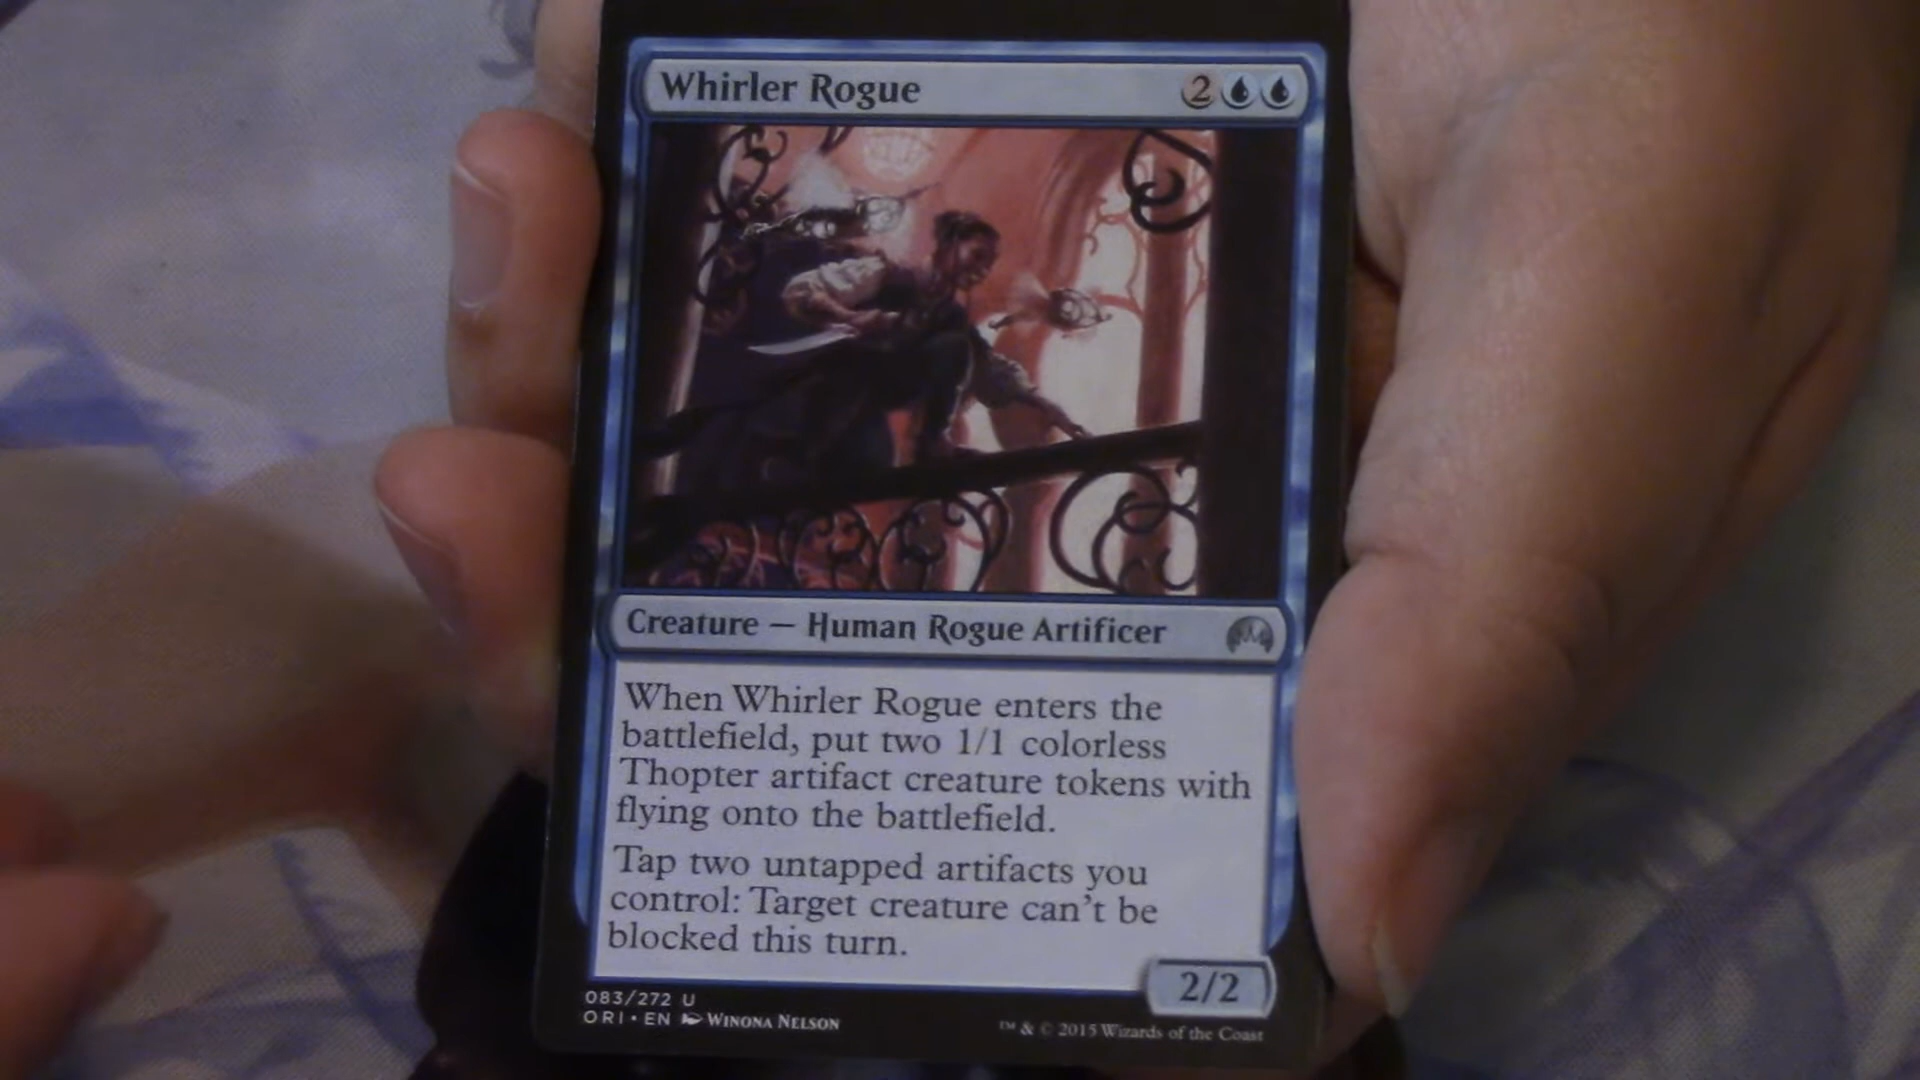 Whirler Rogue 2
Creature — Human Rogue Artificer
When Whirler Rogue enters the
battlefield, put two 1/1 colorless
Thopter artifact creature tokens with
flying onto the battlefield.
Tap two untapped artifacts you
control: Target creature can't be
blocked this turn.
2/2
083/272 U
ORI • EN Winona Nelson
™ & © 2015 Wizards of the Coast